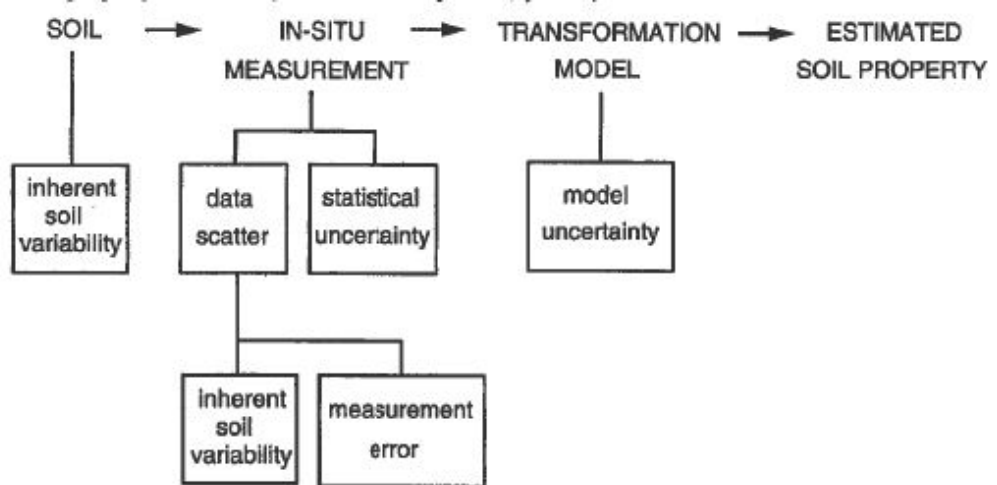 SOIL → IN-SITU → TRANSFORMATION → ESTIMATED
MEASUREMENT MODEL SOIL PROPERTY
inherent
soil
variability
data
scatter
statistical
uncertainty
model
uncertainty
inherent
soil
variability
measurement
error